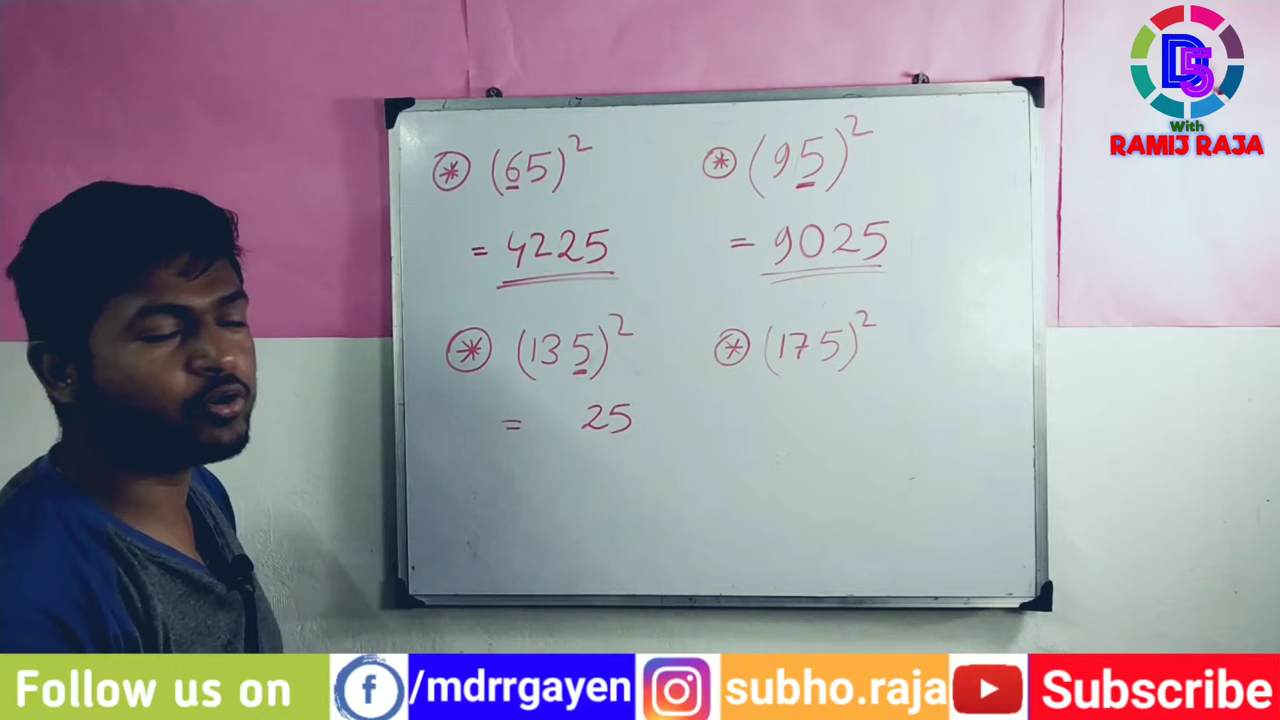 ⊛ (65)²
= 4225
⊛ (95)²
= 9025
⊛ (135)²
= 25
⊛ (175)²
D5
With
RAMIJ RAJA
Follow us on f /mdrrgayen subho.raja Subscribe